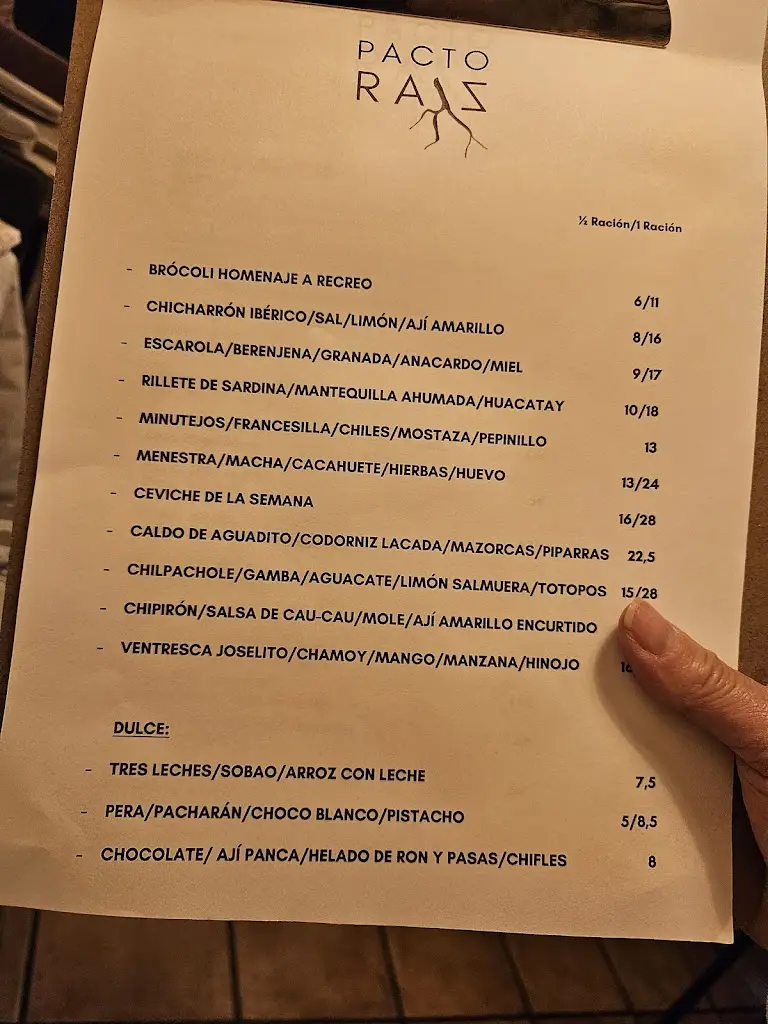 PACTO
RAIZ
½ Ración/1 Ración
- BRÓCOLI HOMENAJE A RECREO 6/11
- CHICHARRÓN IBÉRICO/SAL/LIMÓN/AJÍ AMARILLO 8/16
- ESCAROLA/BERENJENA/GRANADA/ANACARDO/MIEL 9/17
- RILLETE DE SARDINA/MANTEQUILLA AHUMADA/HUACATAY 10/18
- MINUTEJOS/FRANCESILLA/CHILES/MOSTAZA/PEPINILLO 13
- MENESTRA/MACHA/CACAHUETE/HIERBAS/HUEVO 13/24
- CEVICHE DE LA SEMANA 16/28
- CALDO DE AGUADITO/CODORNIZ LACADA/MAZORCAS/PIPARRAS 22,5
- CHILPACHOLE/GAMBA/AGUACATE/LIMÓN SALMUERA/TOTOPOS 15/28
- CHIPIRÓN/SALSA DE CAU-CAU/MOLE/AJÍ AMARILLO ENCURTIDO
- VENTRESCA JOSELITO/CHAMOY/MANGO/MANZANA/HINOJO
DULCE:
- TRES LECHES/SOBAO/ARROZ CON LECHE 7,5
- PERA/PACHARÁN/CHOCO BLANCO/PISTACHO 5/8,5
- CHOCOLATE/ AJÍ PANCA/HELADO DE RON Y PASAS/CHIFLES 8